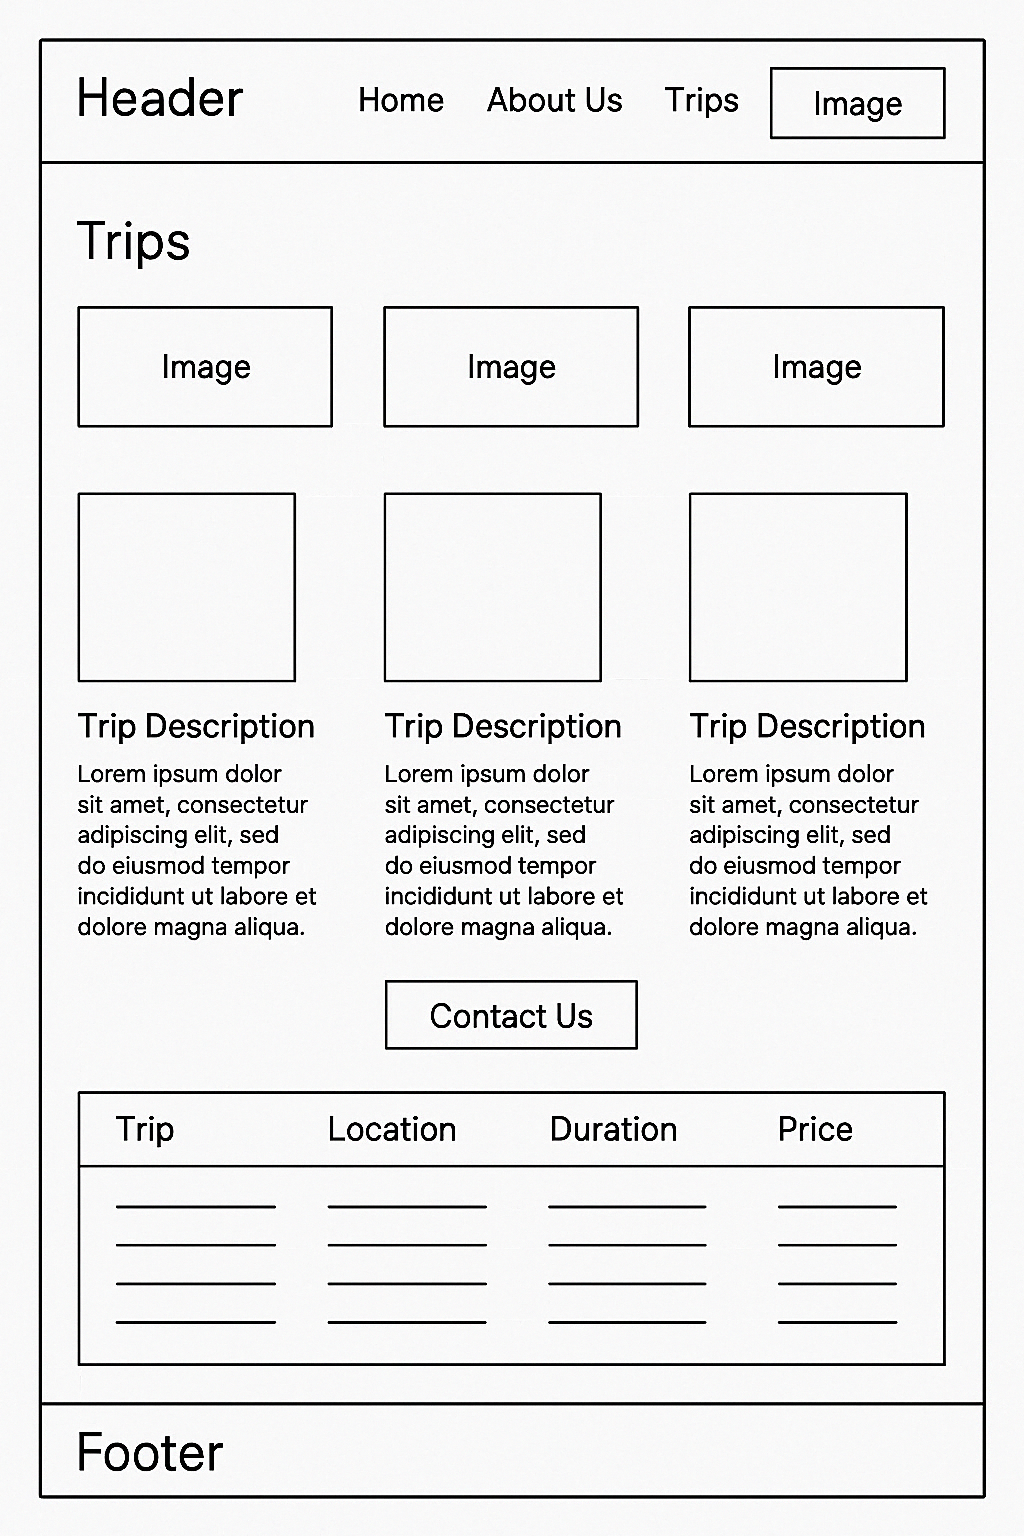 Header
Home About Us Trips Image
Trips
Image Image Image
Trip Description
Lorem ipsum dolor
sit amet, consectetur
adipiscing elit, sed
do eiusmod tempor
incididunt ut labore et
dolore magna aliqua.
Trip Description
Lorem ipsum dolor
sit amet, consectetur
adipiscing elit, sed
do eiusmod tempor
incididunt ut labore et
dolore magna aliqua.
Trip Description
Lorem ipsum dolor
sit amet, consectetur
adipiscing elit, sed
do eiusmod tempor
incididunt ut labore et
dolore magna aliqua.
Contact Us
Trip Location Duration Price
Footer